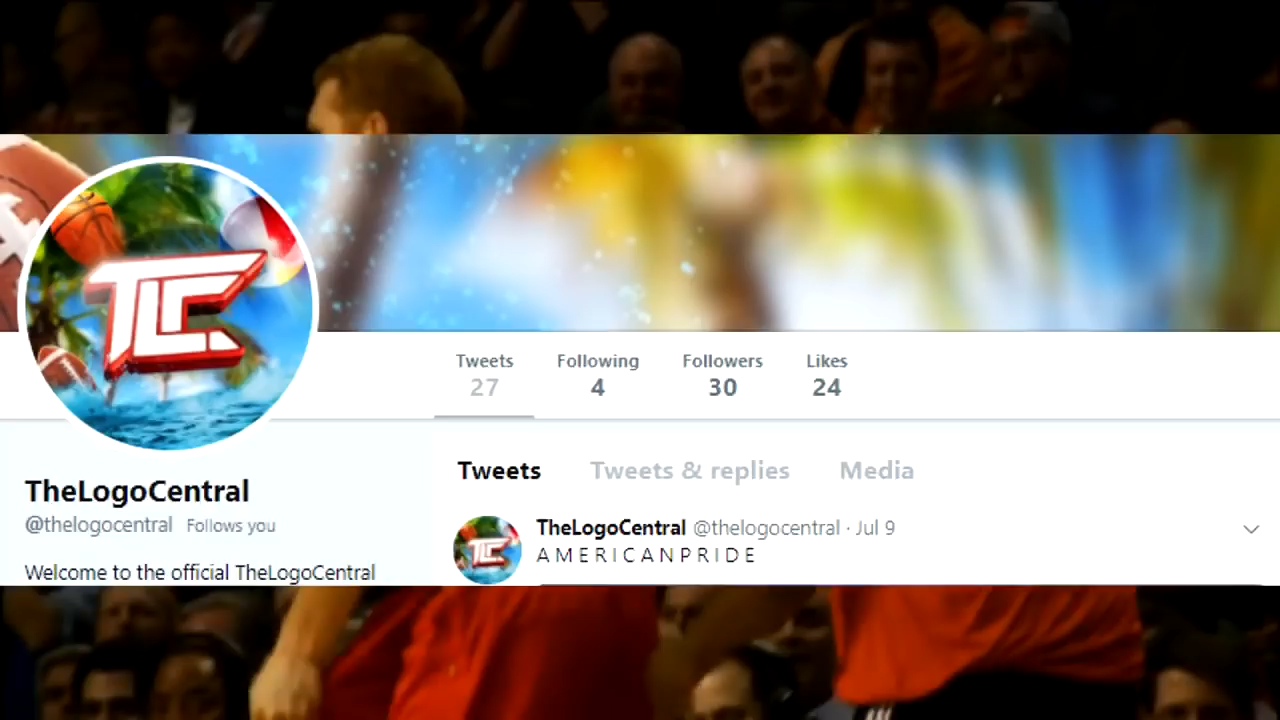 TLC
Tweets Following Followers Likes
27 4 30 24
TheLogoCentral
@thelogocentral Follows you
Welcome to the official TheLogoCentral
Tweets Tweets & replies Media
TLC
TheLogoCentral @thelogocentral · Jul 9
A M E R I C A N P R I D E